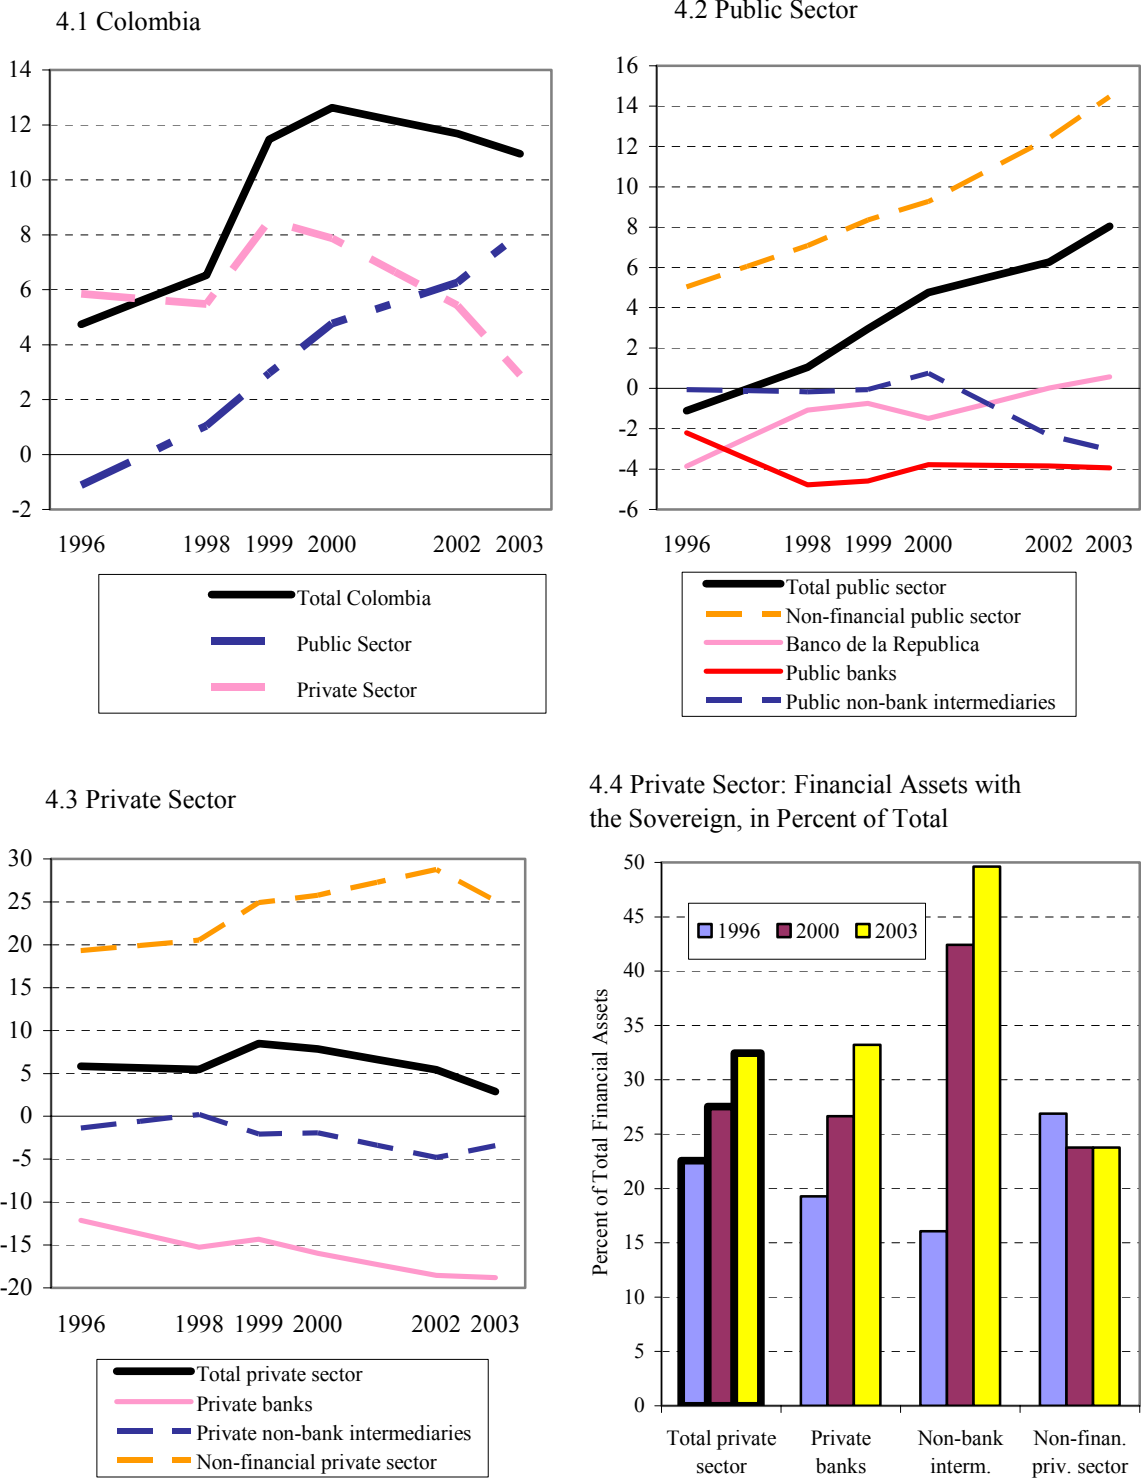 4.1 Colombia
14
12
10
8
6
4
2
0
-2
1996 1998 1999 2000 2002 2003
Total Colombia
Public Sector
Private Sector
4.2 Public Sector
16
14
12
10
8
6
4
2
0
-2
-4
-6
1996 1998 1999 2000 2002 2003
Total public sector
Non-financial public sector
Banco de la Republica
Public banks
Public non-bank intermediaries
4.3 Private Sector
30
25
20
15
10
5
0
-5
-10
-15
-20
1996 1998 1999 2000 2002 2003
Total private sector
Private banks
Private non-bank intermediaries
Non-financial private sector
4.4 Private Sector: Financial Assets with
the Sovereign, in Percent of Total
Percent of Total Financial Assets
50
45
40
35
30
25
20
15
10
5
0
1996 2000 2003
Total private
sector
Private
banks
Non-bank
interm.
Non-finan.
priv. sector